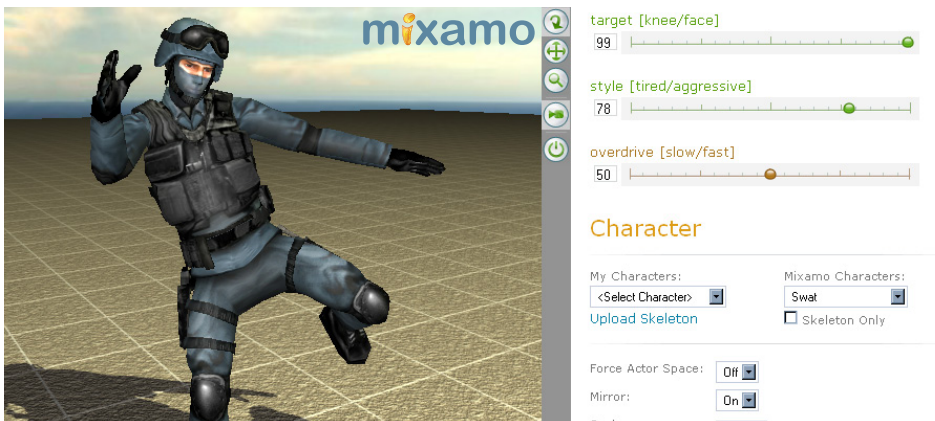 mixamo
target [knee/face]
99
style [tired/aggressive]
78
overdrive [slow/fast]
50
Character
My Characters:
Mixamo Characters:
<Select Character>
Swat
Upload Skeleton
Skeleton Only
Force Actor Space:
Off
Mirror:
On